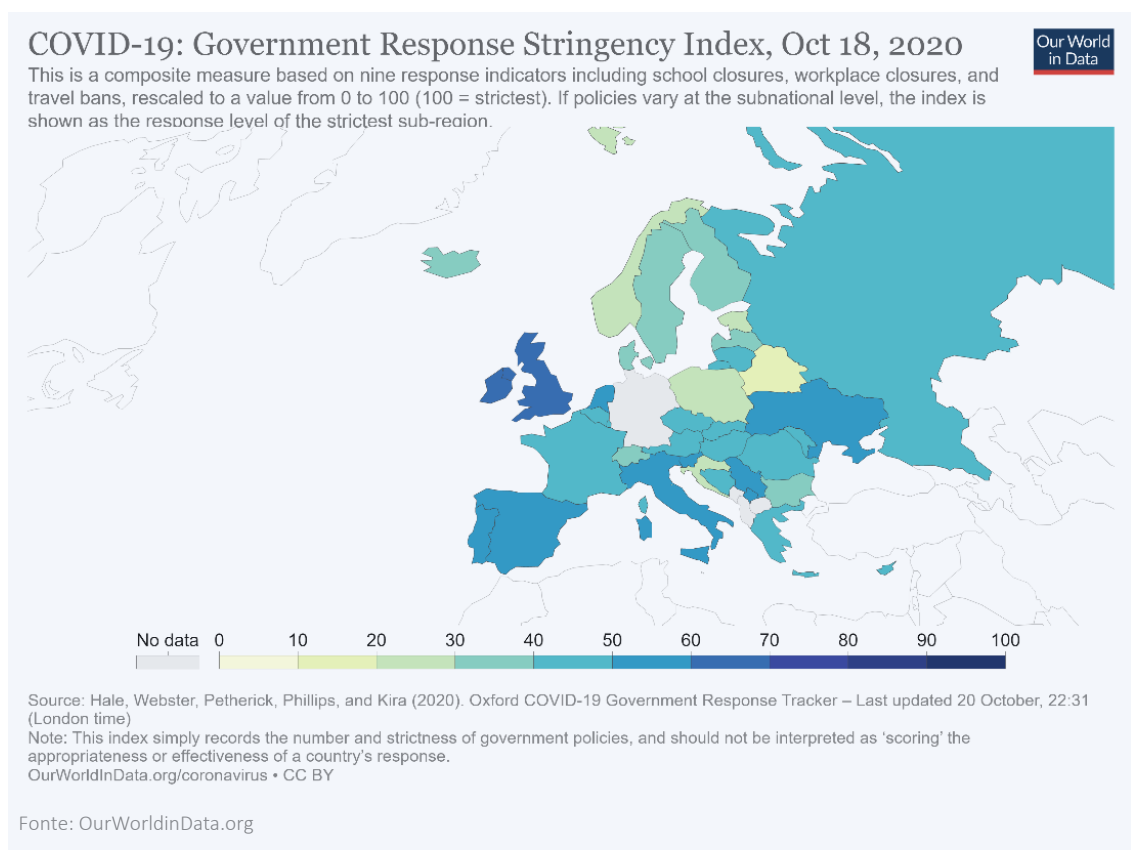 COVID-19: Government Response Stringency Index, Oct 18, 2020
Our World
in Data
This is a composite measure based on nine response indicators including school closures, workplace closures, and
travel bans, rescaled to a value from 0 to 100 (100 = strictest). If policies vary at the subnational level, the index is
shown as the response level of the strictest sub-region.
No data 0 10 20 30 40 50 60 70 80 90 100
Source: Hale, Webster, Petherick, Phillips, and Kira (2020). Oxford COVID-19 Government Response Tracker – Last updated 20 October, 22:31
(London time)
Note: This index simply records the number and strictness of government policies, and should not be interpreted as ‘scoring’ the
appropriateness or effectiveness of a country’s response.
OurWorldInData.org/coronavirus • CC BY
Fonte: OurWorldinData.org